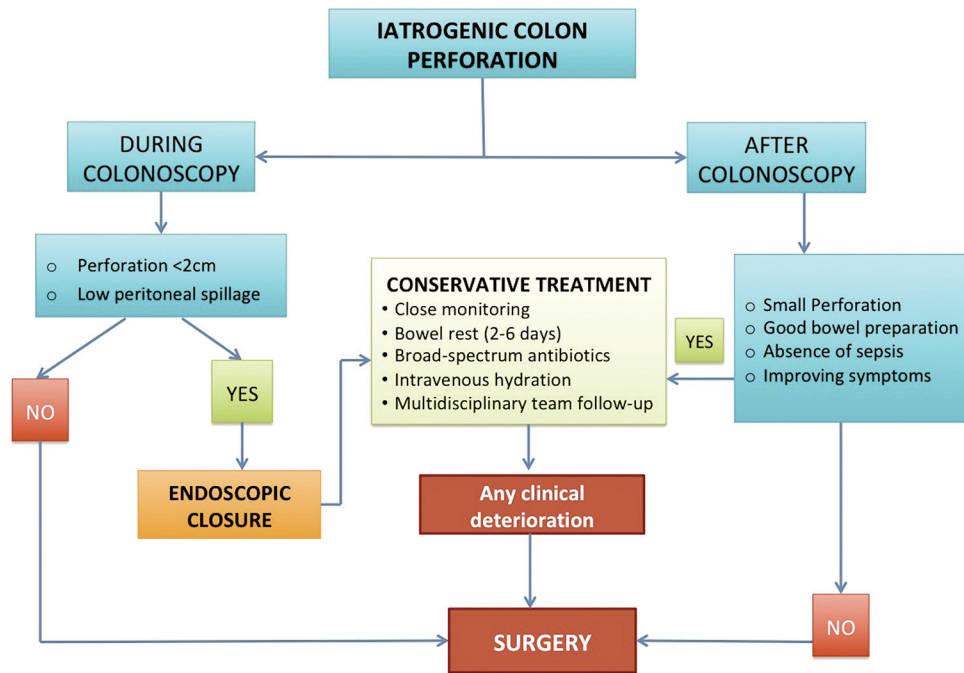 IATROGENIC COLON
PERFORATION
DURING
COLONOSCOPY
AFTER
COLONOSCOPY
o Perforation <2cm
o Low peritoneal spillage
NO
YES
ENDOSCOPIC
CLOSURE
CONSERVATIVE TREATMENT
• Close monitoring
• Bowel rest (2-6 days)
• Broad-spectrum antibiotics
• Intravenous hydration
• Multidisciplinary team follow-up
YES
o Small Perforation
o Good bowel preparation
o Absence of sepsis
o Improving symptoms
Any clinical
deterioration
NO
SURGERY